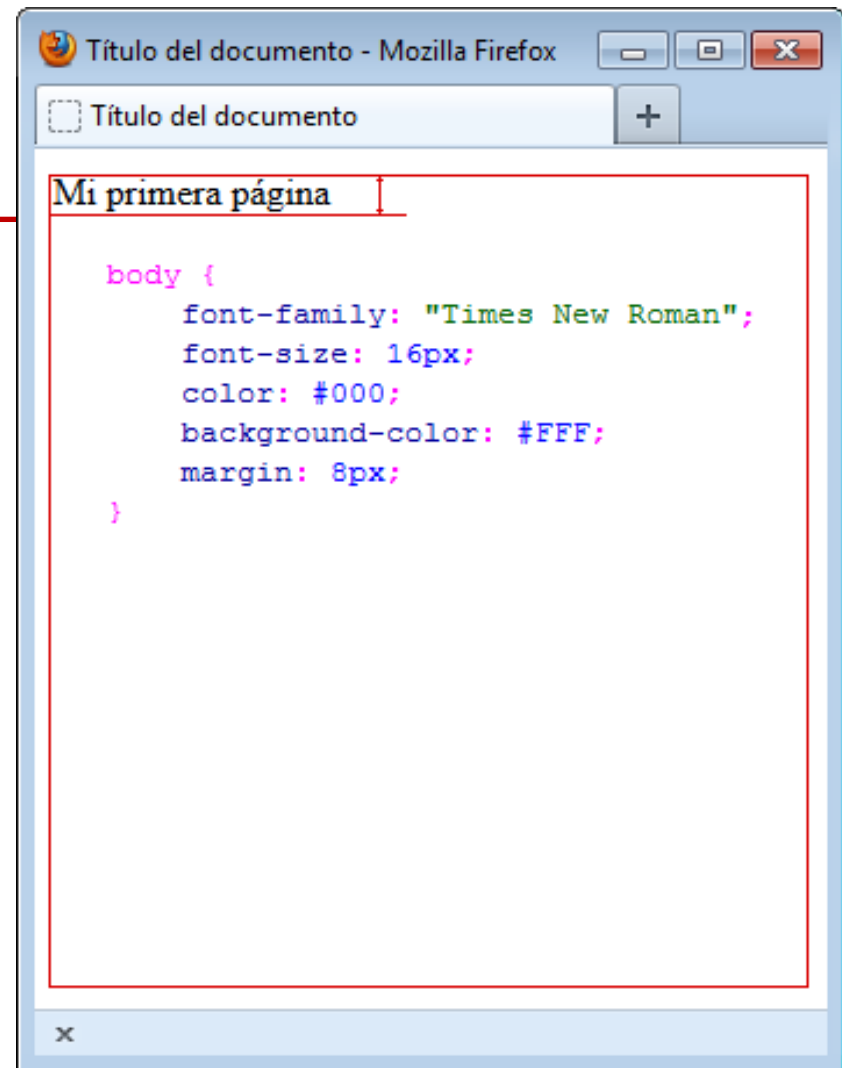 Título del documento - Mozilla Firefox
Título del documento
Mi primera página
body {
font-family: "Times New Roman";
font-size: 16px;
color: #000;
background-color: #FFF;
margin: 8px;
}